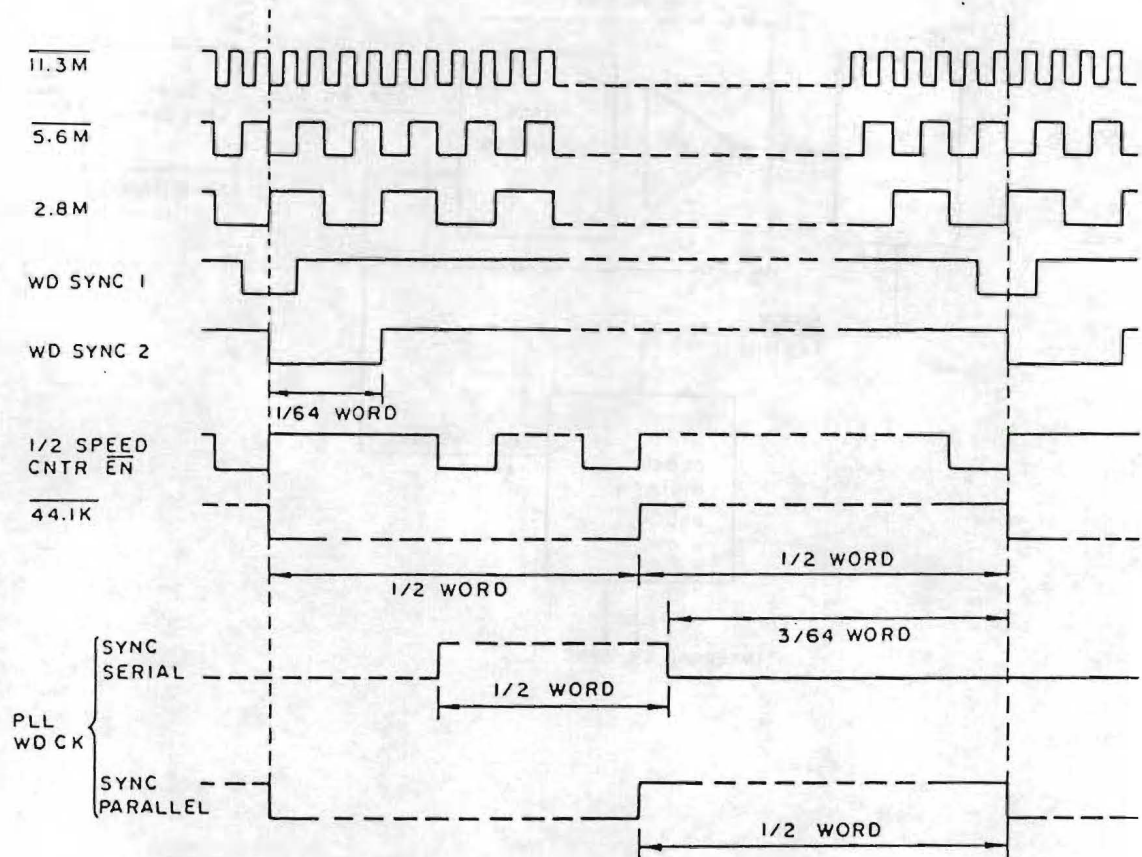 11.3M
5.6M
2.8M
WD SYNC 1
WD SYNC 2
1/64 WORD
1/2 SPEED
CNTR EN
44.1K
1/2 WORD
1/2 WORD
3/64 WORD
SYNC
SERIAL
1/2 WORD
PLL
WD CK
SYNC
PARALLEL
1/2 WORD